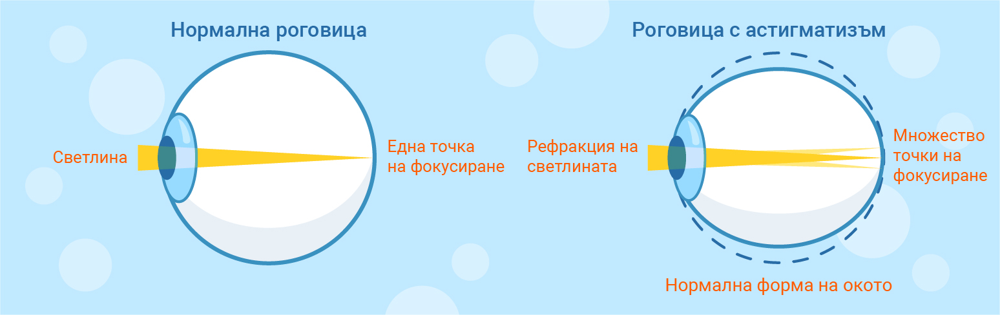 Нормална роговица
Светлина
Една точка
на фокусиране
Роговица с астигматизъм
Рефракция на
светлината
Множество
точки на
фокусиране
Нормална форма на окото